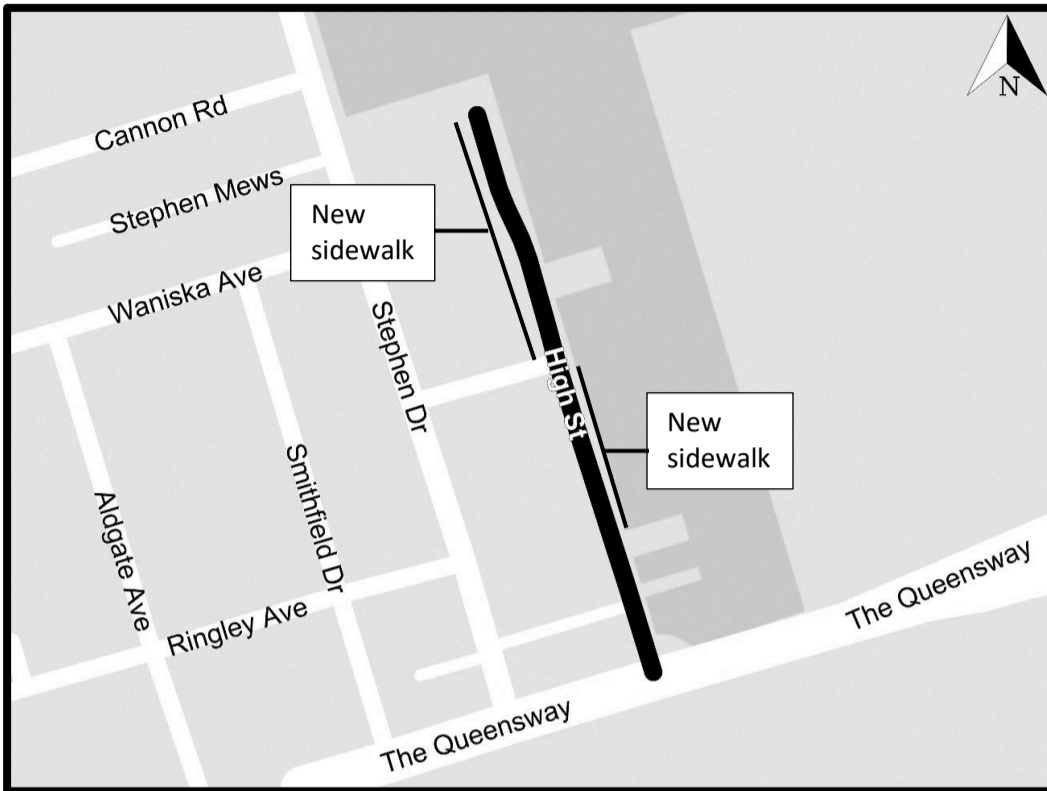 N
Cannon Rd
Stephen Mews
New
sidewalk
Waniska Ave
Stephen Dr
High St
New
sidewalk
Smithfield Dr
Aldgate Ave
Ringley Ave
The Queensway
The Queensway